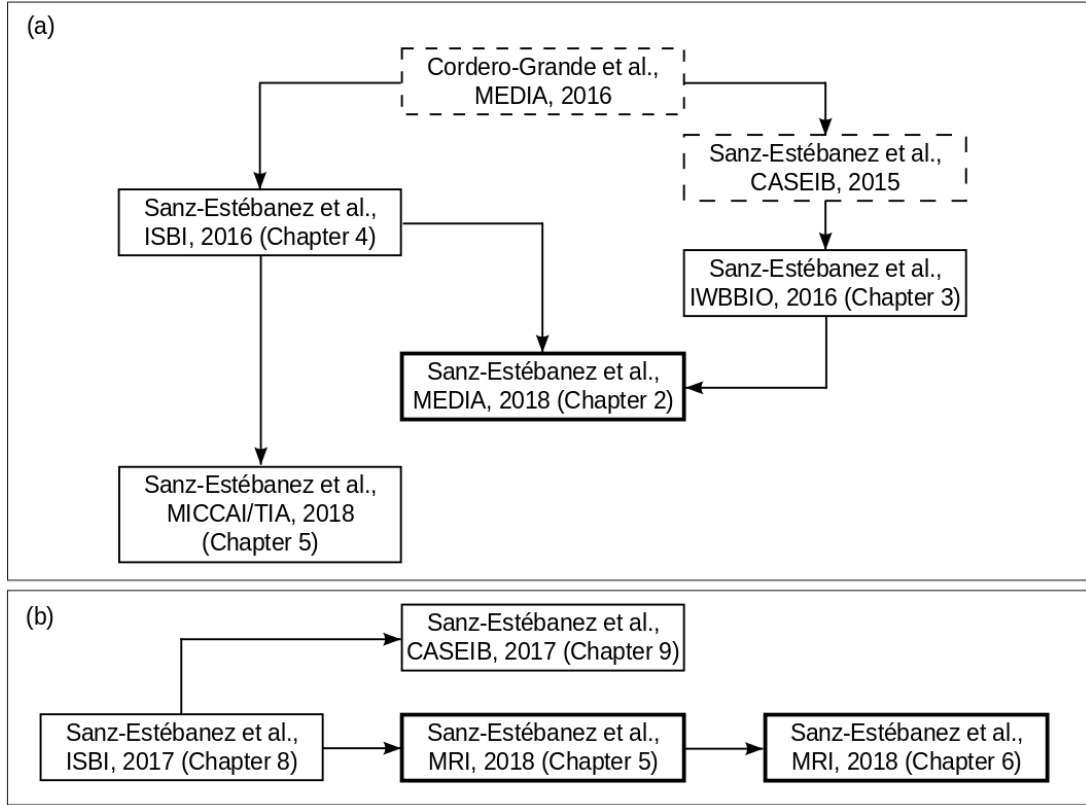 (a)
Cordero-Grande et al.,
MEDIA, 2016
Sanz-Estébanez et al.,
CASEIB, 2015
Sanz-Estébanez et al.,
ISBI, 2016 (Chapter 4)
Sanz-Estébanez et al.,
IWBBIO, 2016 (Chapter 3)
Sanz-Estébanez et al.,
MEDIA, 2018 (Chapter 2)
Sanz-Estébanez et al.,
MICCAI/TIA, 2018
(Chapter 5)
(b)
Sanz-Estébanez et al.,
CASEIB, 2017 (Chapter 9)
Sanz-Estébanez et al.,
ISBI, 2017 (Chapter 8)
Sanz-Estébanez et al.,
MRI, 2018 (Chapter 5)
Sanz-Estébanez et al.,
MRI, 2018 (Chapter 6)